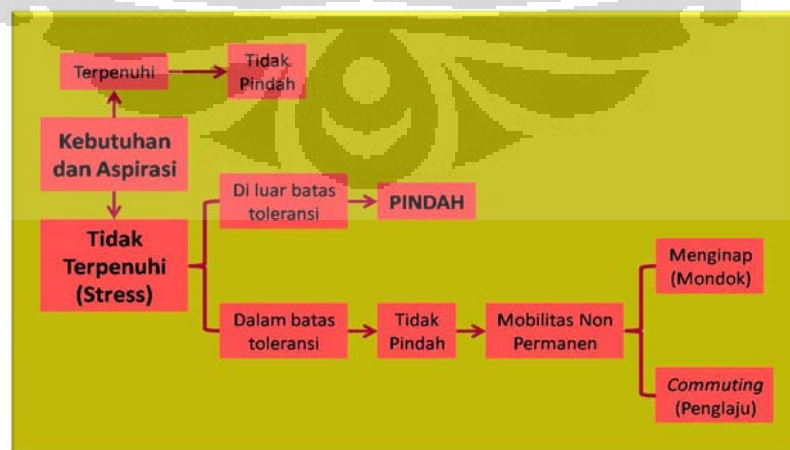 Terpenuhi
Tidak
Pindah
Kebutuhan
dan Aspirasi
Tidak
Terpenuhi
(Stress)
Di luar batas
toleransi
PINDAH
Dalam batas
toleransi
Tidak
Pindah
Mobilitas Non
Permanen
Menginap
(Mondok)
Commuting
(Penglaju)